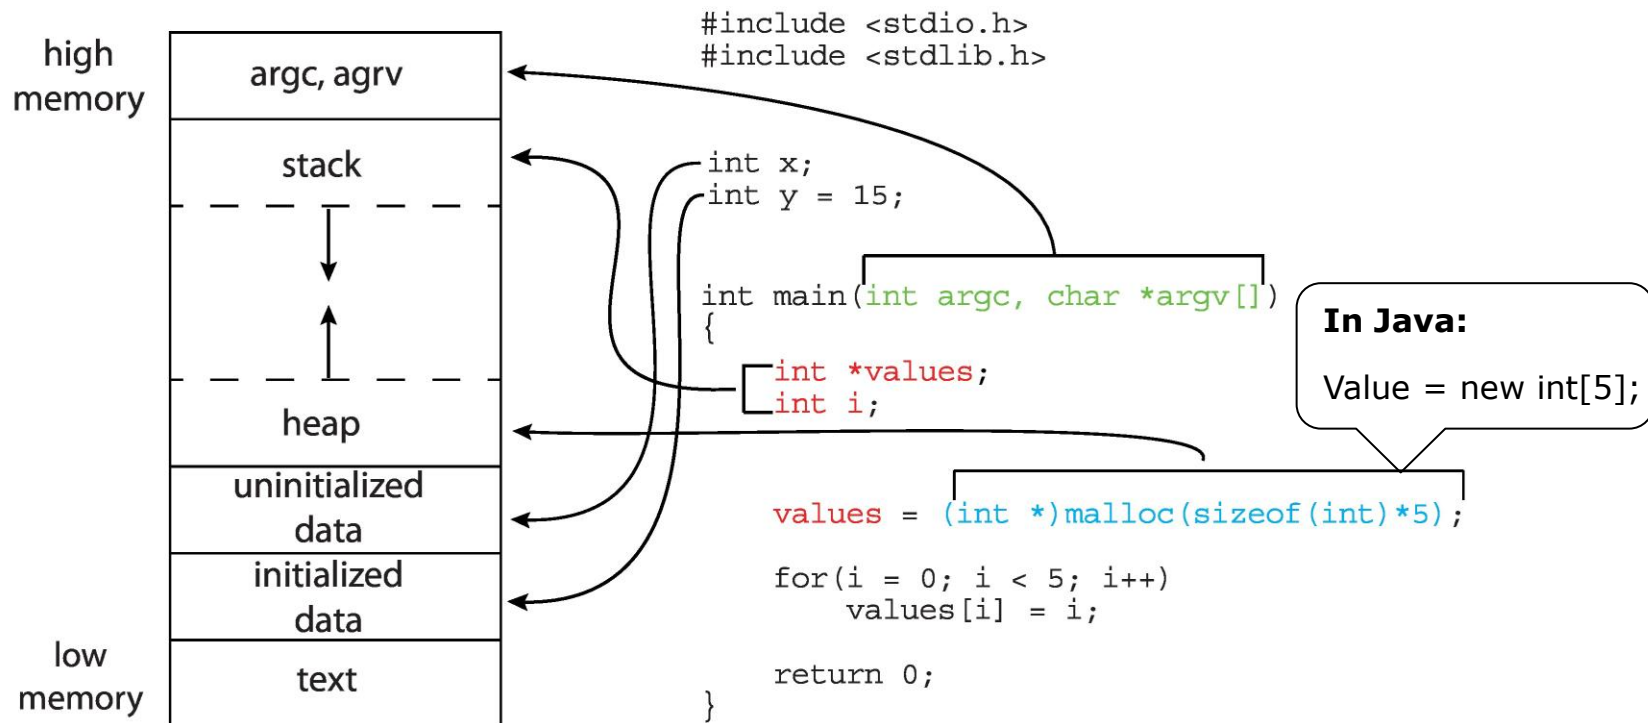 high
memory
argc, agrv
stack
heap
uninitialized
data
initialized
data
text
low
memory
#include <stdio.h>
#include <stdlib.h>
int x;
int y = 15;
int main(int argc, char *argv[])
{
int *values;
int i;
values = (int *)malloc(sizeof(int)*5);
for(i = 0; i < 5; i++)
values[i] = i;
return 0;
}
In Java:
Value = new int[5];